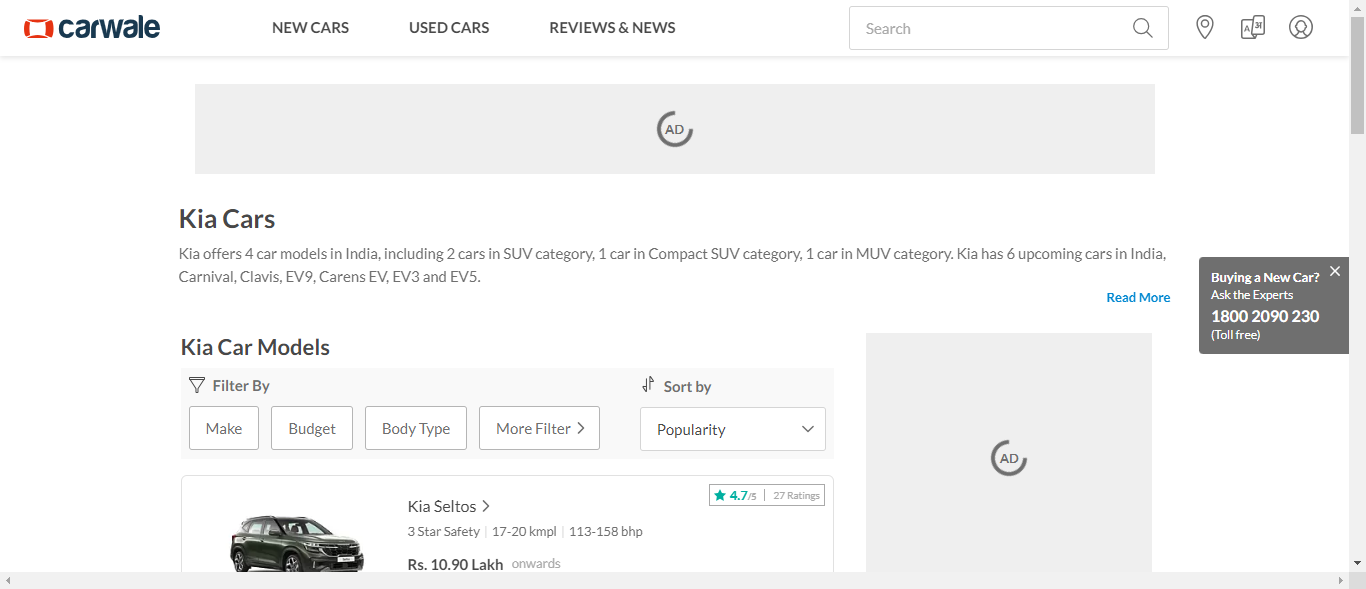 carwale
NEW CARS
USED CARS
REVIEWS & NEWS
Search
A अ
AD
Kia Cars
Kia offers 4 car models in India, including 2 cars in SUV category, 1 car in Compact SUV category, 1 car in MUV category. Kia has 6 upcoming cars in India,
Carnival, Clavis, EV9, Carens EV, EV3 and EV5.
Read More
Buying a New Car?
Ask the Experts
1800 2090 230
(Toll free)
Kia Car Models
Filter By
Sort by
Make
Budget
Body Type
More Filter
Popularity
AD
Kia Seltos
4.7/5 | 27 Ratings
3 Star Safety | 17-20 kmpl | 113-158 bhp
Rs. 10.90 Lakh onwards